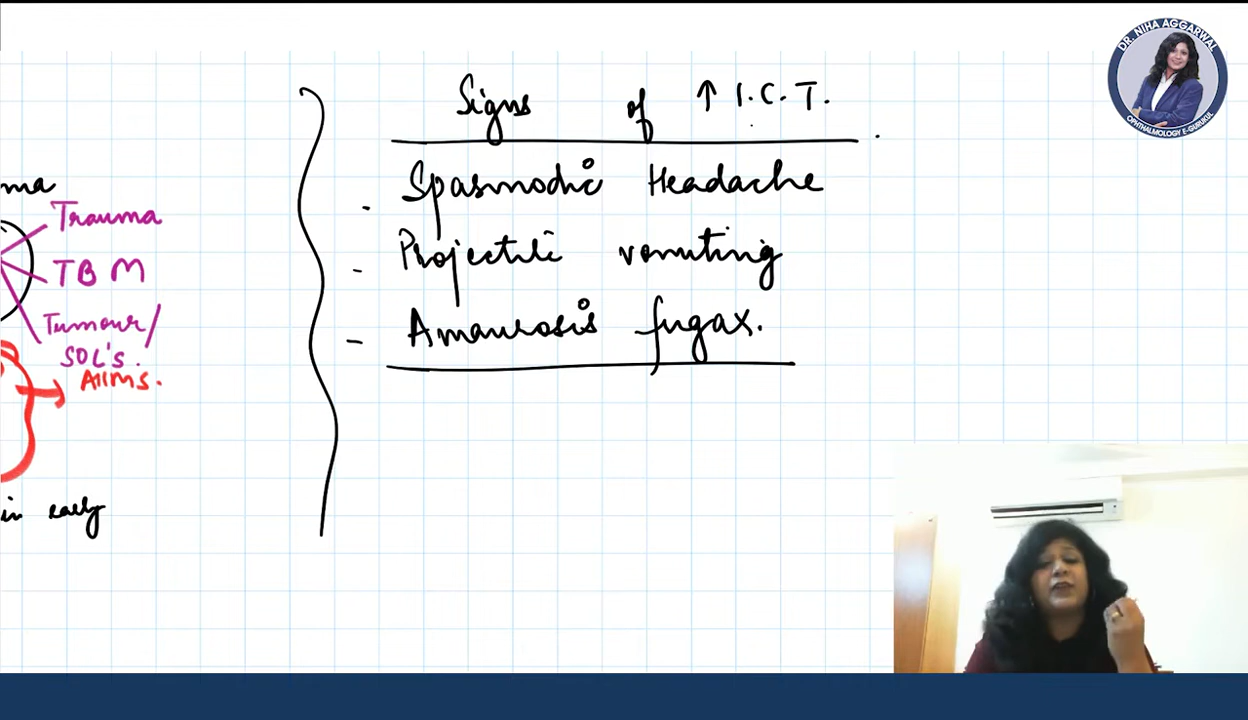 DR. NIHA AGGARWAL
OPHTHALMOLOGY E-GURUKUL
Signs of ↑ I.C.T.
- Spasmodic Headache
- Projectile vomiting
- Amaurosis fugax.
ma
Trauma
TBM
Tumour/
SOL's.
AIIMS.
in early